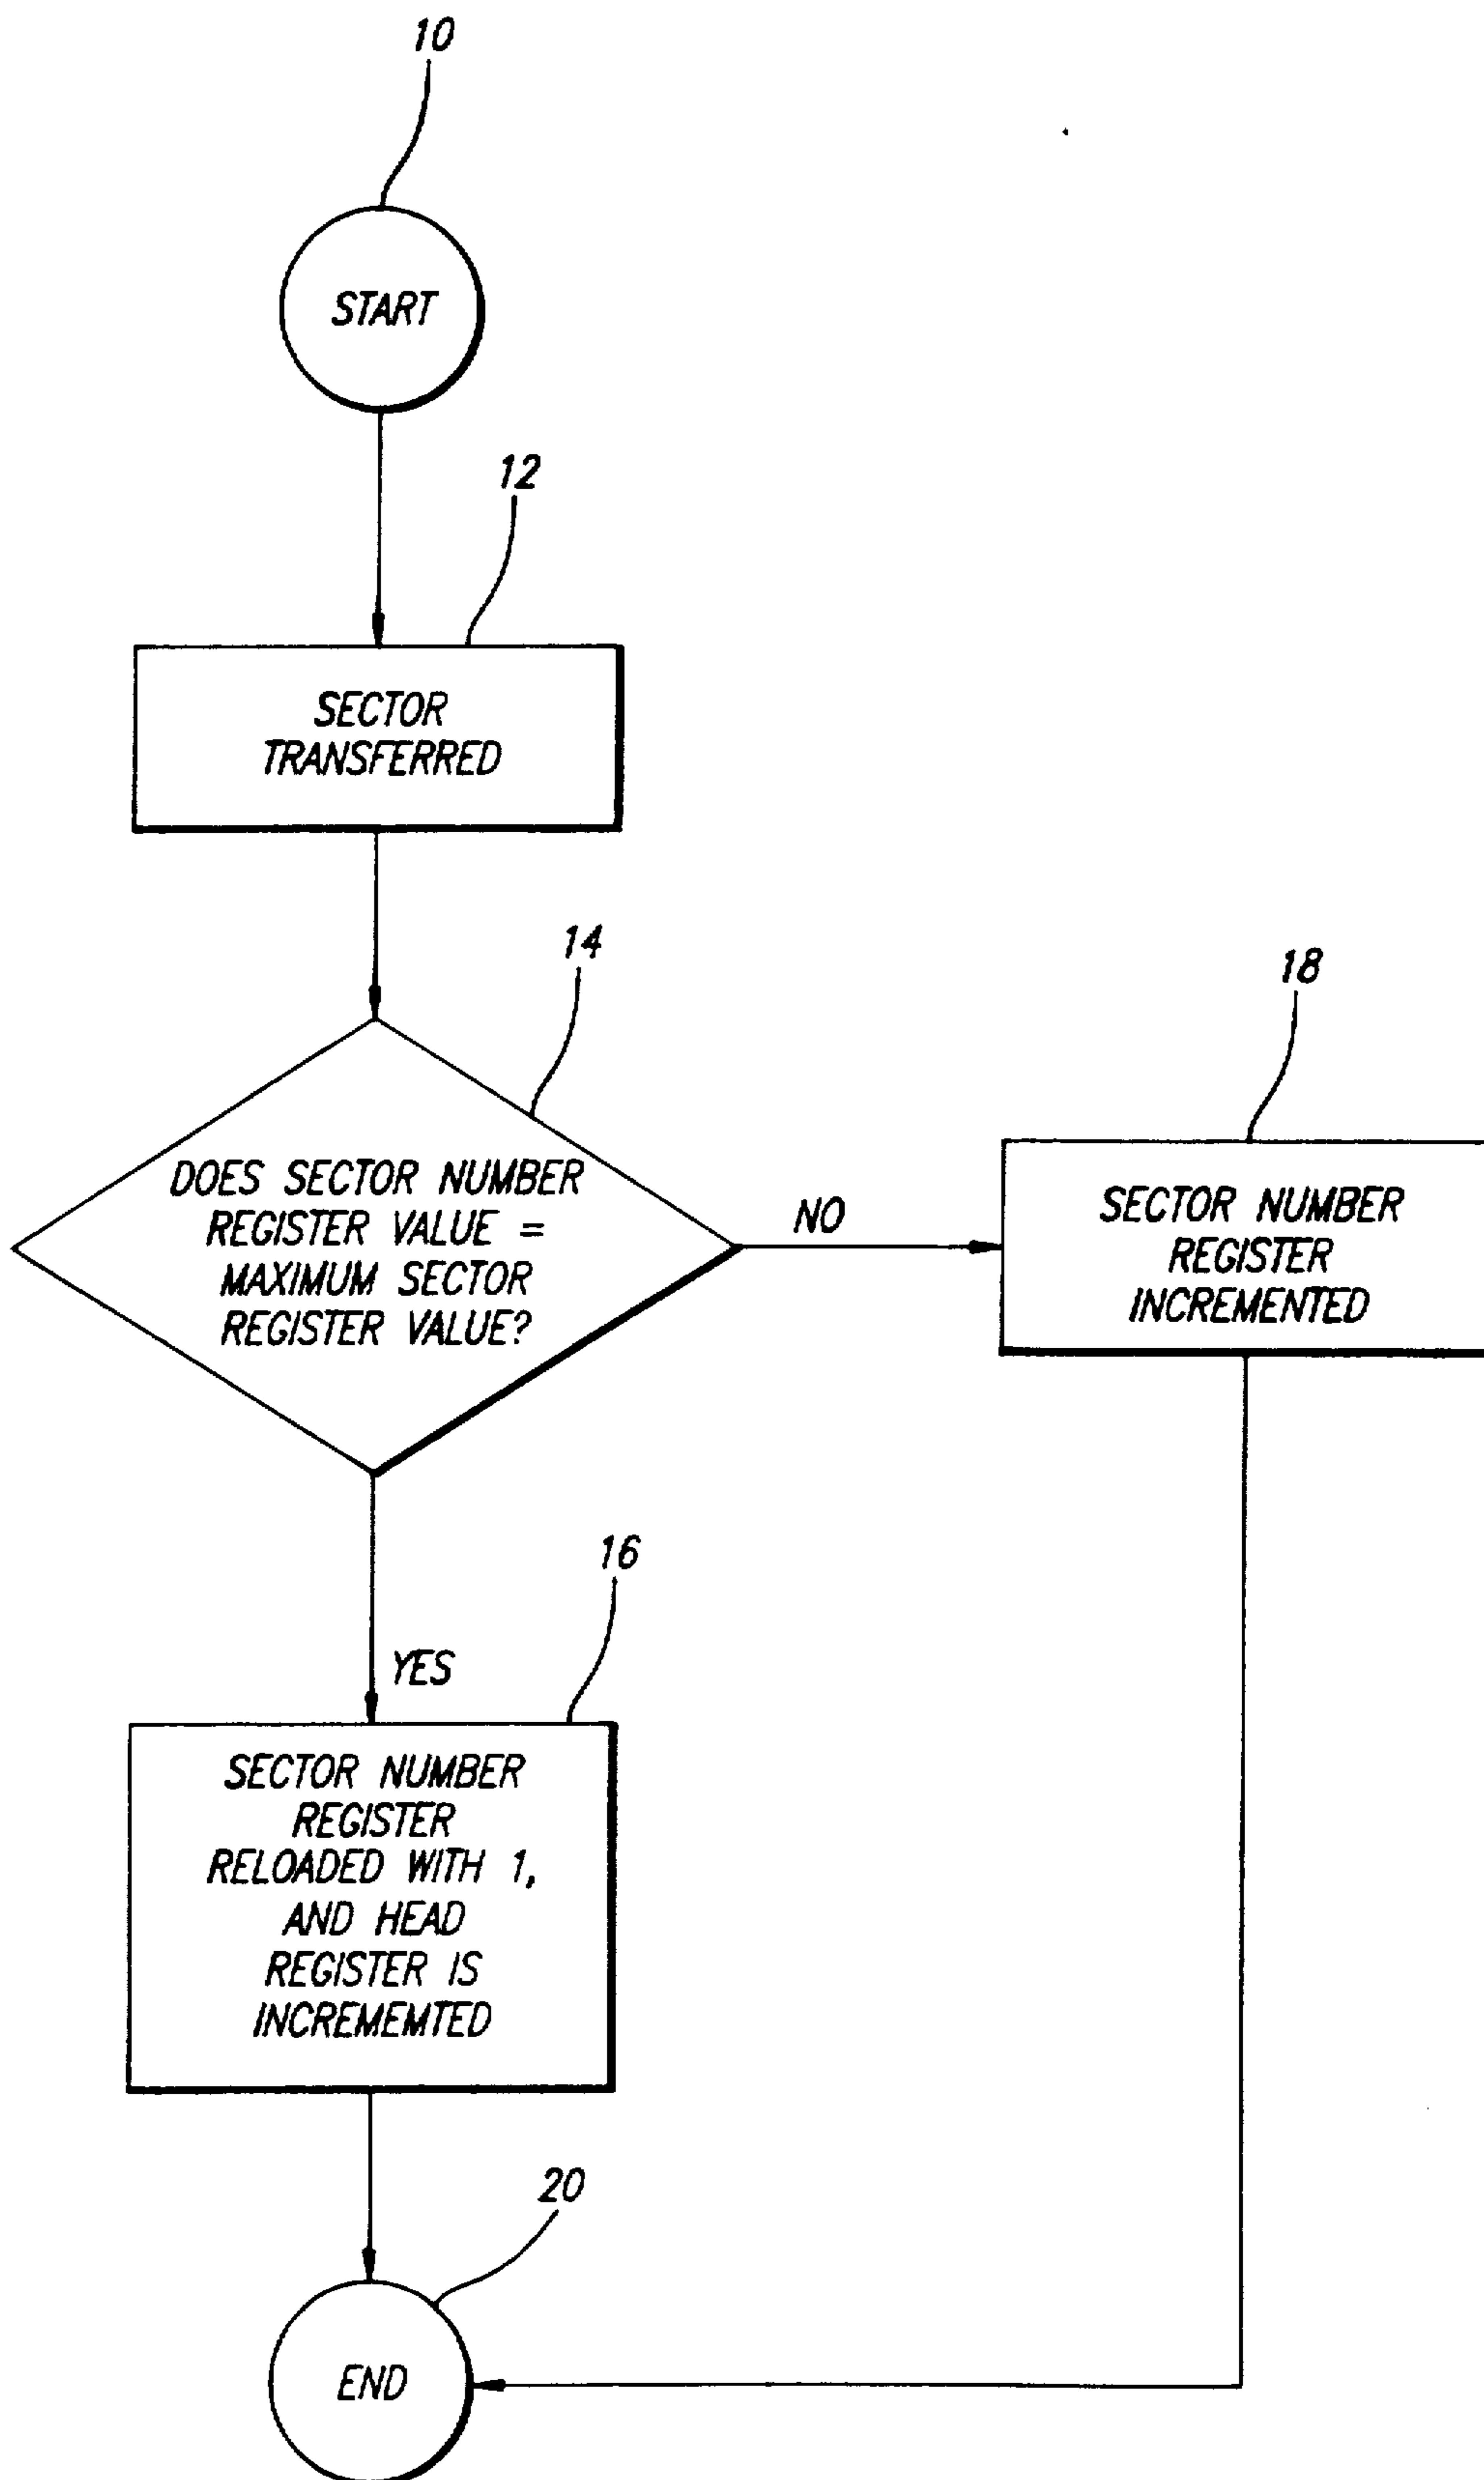 10
START
12
SECTOR
TRANSFERRED
14
DOES SECTOR NUMBER
REGISTER VALUE =
MAXIMUM SECTOR
REGISTER VALUE?
NO
18
SECTOR NUMBER
REGISTER
INCREMENTED
16
YES
SECTOR NUMBER
REGISTER
RELOADED WITH 1,
AND HEAD
REGISTER IS
INCREMEMTED
20
END